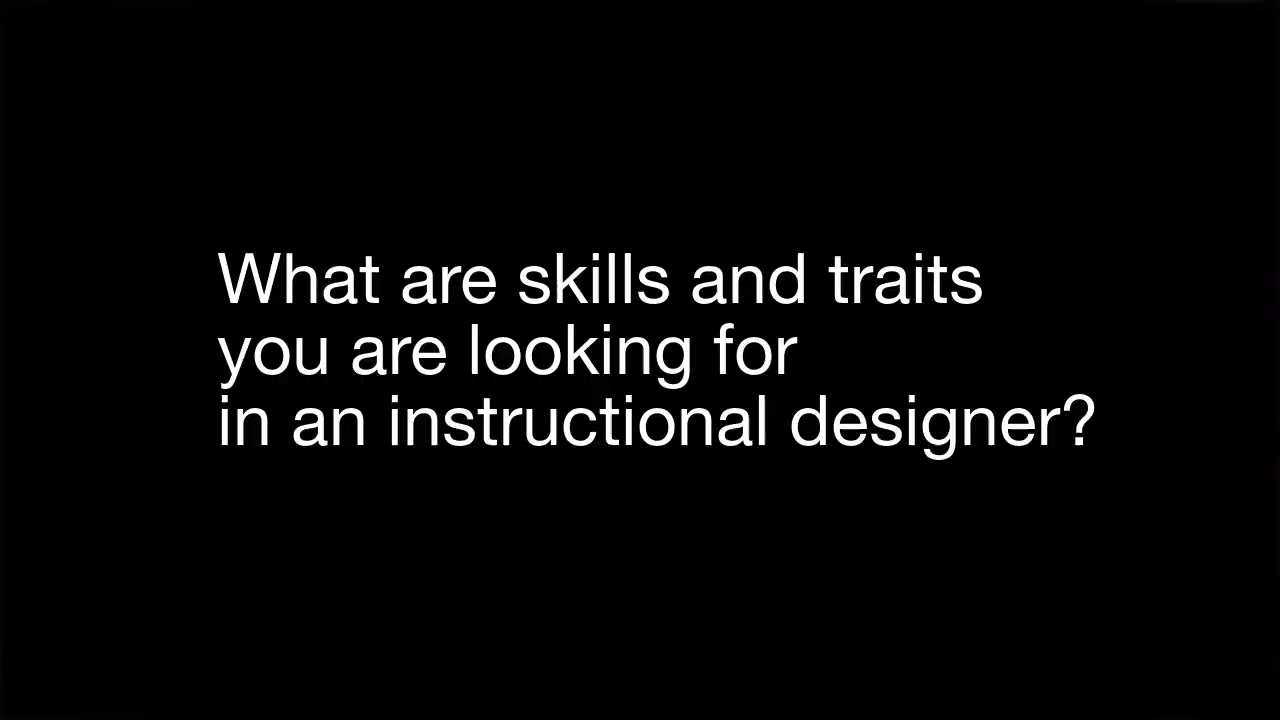 What are skills and traits
you are looking for
in an instructional designer?